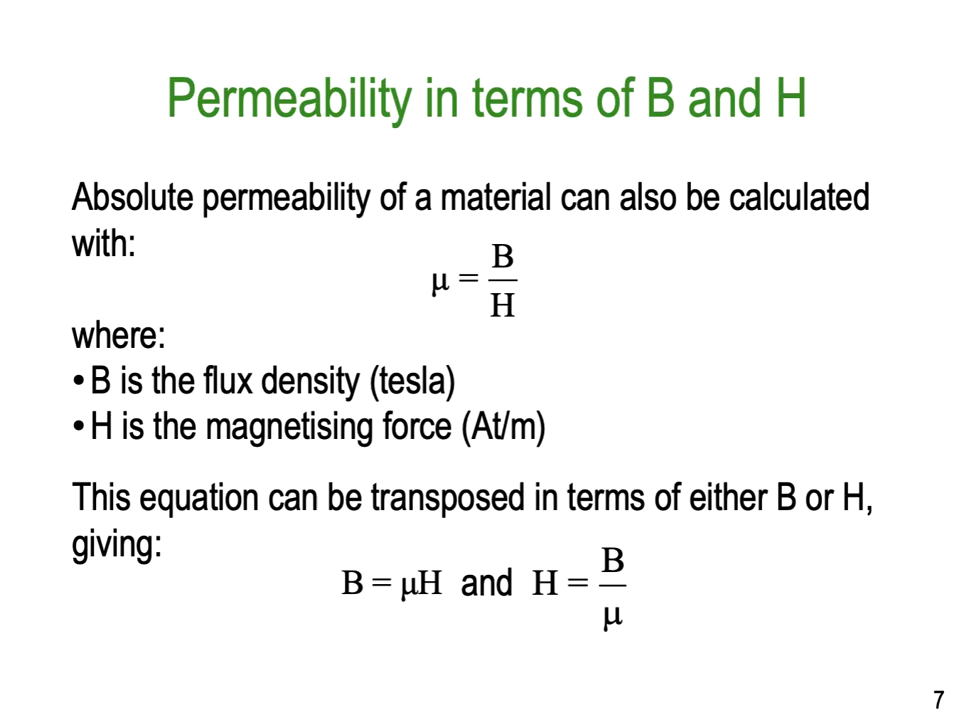 Permeability in terms of B and H
Absolute permeability of a material can also be calculated
with:
μ = B/H
where:
• B is the flux density (tesla)
• H is the magnetising force (At/m)
This equation can be transposed in terms of either B or H,
giving:
B = μH and H = B/μ
7